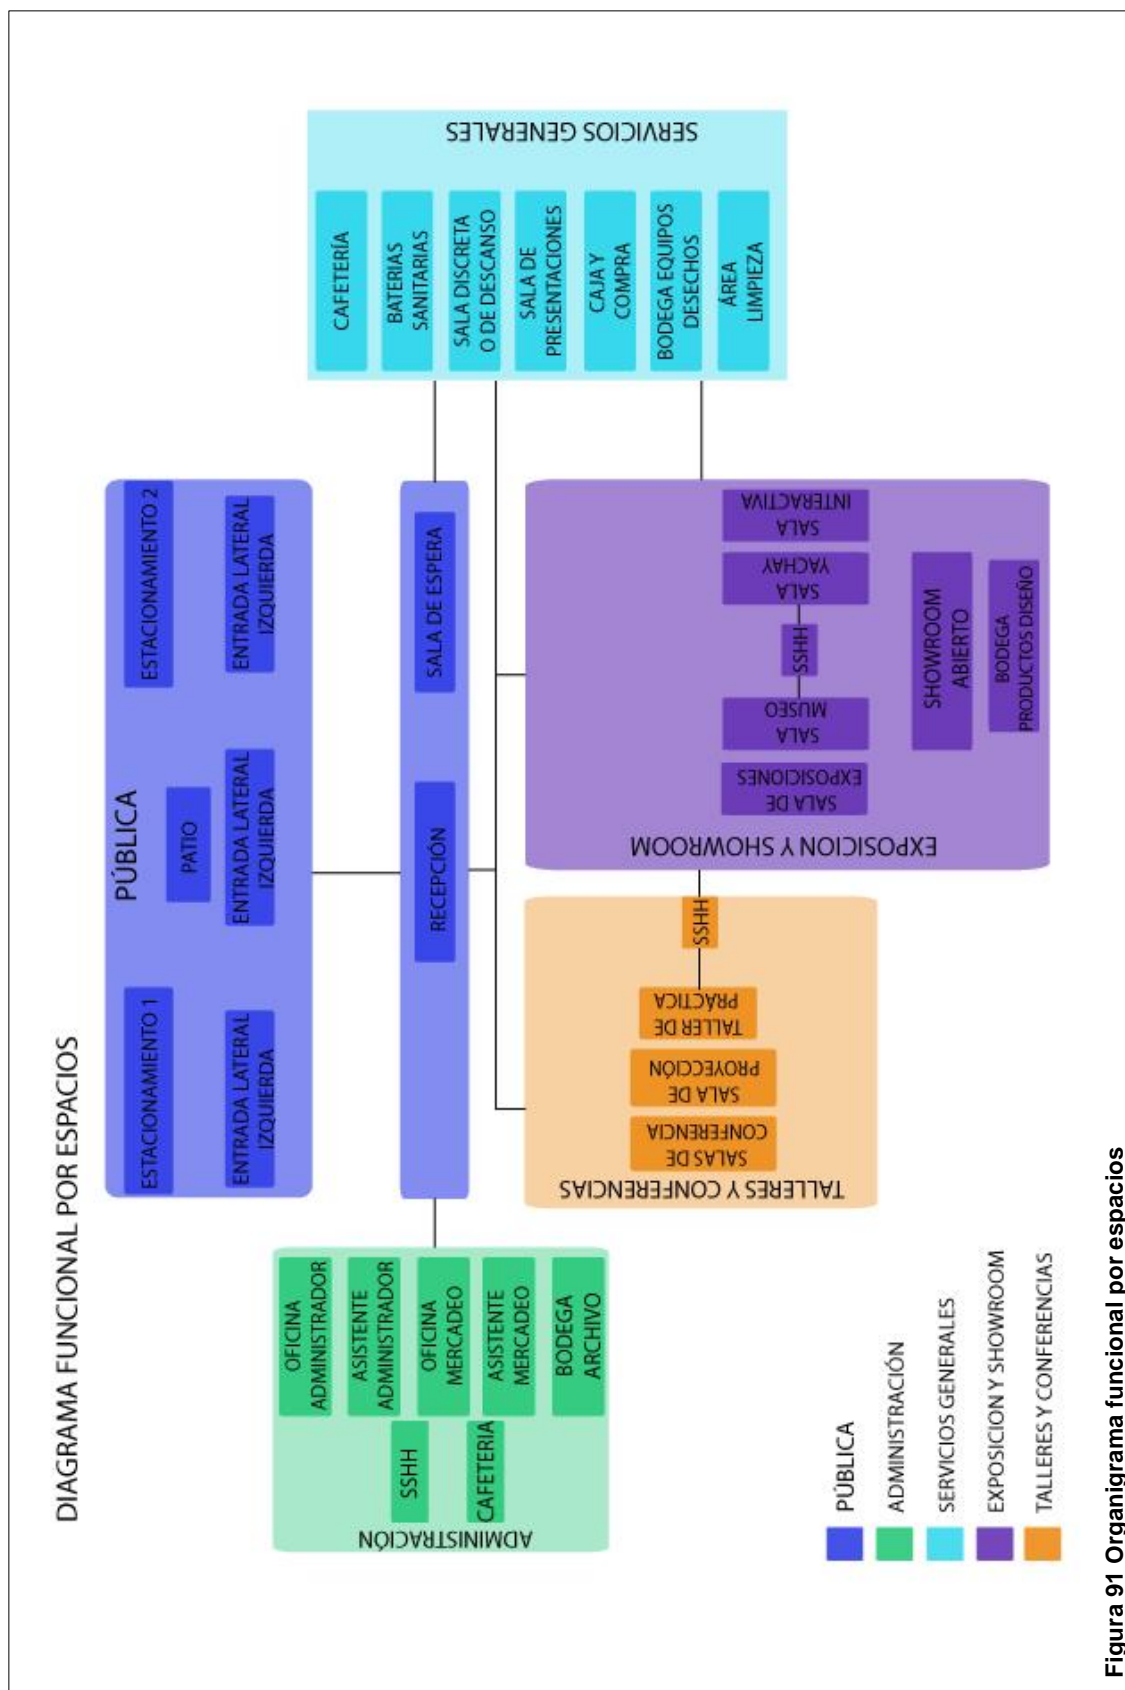 DIAGRAMA FUNCIONAL POR ESPACIOS
PÚBLICA
ESTACIONAMIENTO 1
PATIO
ESTACIONAMIENTO 2
ENTRADA LATERAL
IZQUIERDA
ENTRADA LATERAL
IZQUIERDA
ENTRADA LATERAL
IZQUIERDA
RECEPCIÓN
SALA DE ESPERA
ADMINISTRACIÓN
OFICINA
ADMINISTRADOR
ASISTENTE
ADMINISTRADOR
OFICINA
MERCADEO
ASISTENTE
MERCADEO
BODEGA
ARCHIVO
SSHH
CAFETERIA
TALLERES Y CONFERENCIAS
SALAS DE
CONFERENCIA
SALA DE
PROYECCIÓN
TALLER DE
PRÁCTICA
SSHH
EXPOSICION Y SHOWROOM
SALA DE
EXPOSICIONES
SALA
MUSEO
SSHH
SALA
YACHAY
SALA
INTERACTIVA
SHOWROOM
ABIERTO
BODEGA
PRODUCTOS DISEÑO
SERVICIOS GENERALES
CAFETERÍA
BATERIAS
SANITARIAS
SALA DISCRETA
O DE DESCANSO
SALA DE
PRESENTACIONES
CAJA Y
COMPRA
BODEGA EQUIPOS
DESECHOS
ÁREA
LIMPIEZA
PÚBLICA
ADMINISTRACIÓN
SERVICIOS GENERALES
EXPOSICION Y SHOWROOM
TALLERES Y CONFERENCIAS
Figura 91 Organigrama funcional por espacios